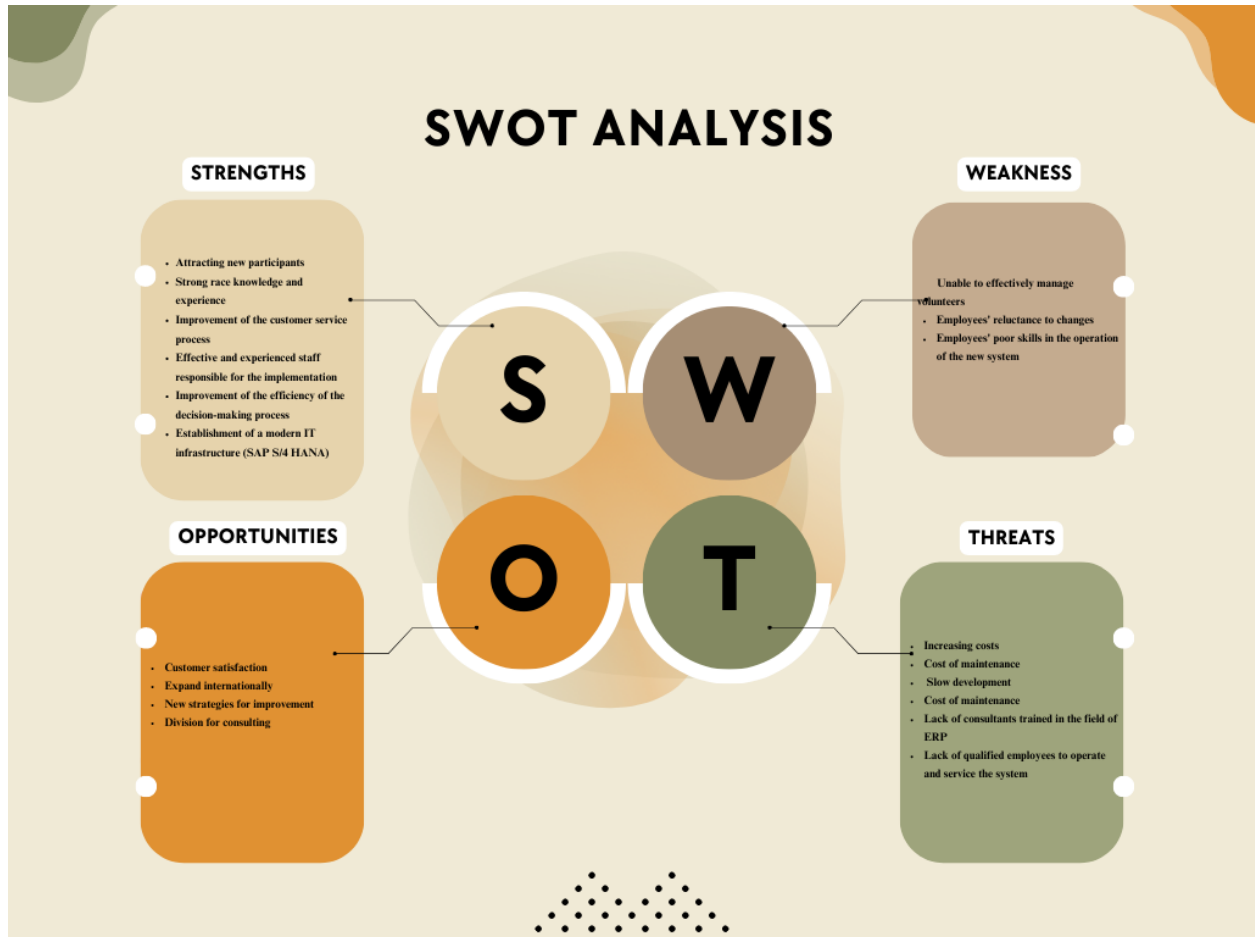 SWOT ANALYSIS
STRENGTHS
• Attracting new participants
• Strong race knowledge and
experience
• Improvement of the customer service
process
• Effective and experienced staff
responsible for the implementation
• Improvement of the efficiency of the
decision-making process
• Establishment of a modern IT
infrastructure (SAP S/4 HANA)
WEAKNESS
Unable to effectively manage
volunteers
• Employees' reluctance to changes
• Employees' poor skills in the operation
of the new system
S
W
O
T
OPPORTUNITIES
• Customer satisfaction
• Expand internationally
• New strategies for improvement
• Division for consulting
THREATS
• Increasing costs
• Cost of maintenance
• Slow development
• Cost of maintenance
• Lack of consultants trained in the field of
ERP
• Lack of qualified employees to operate
and service the system